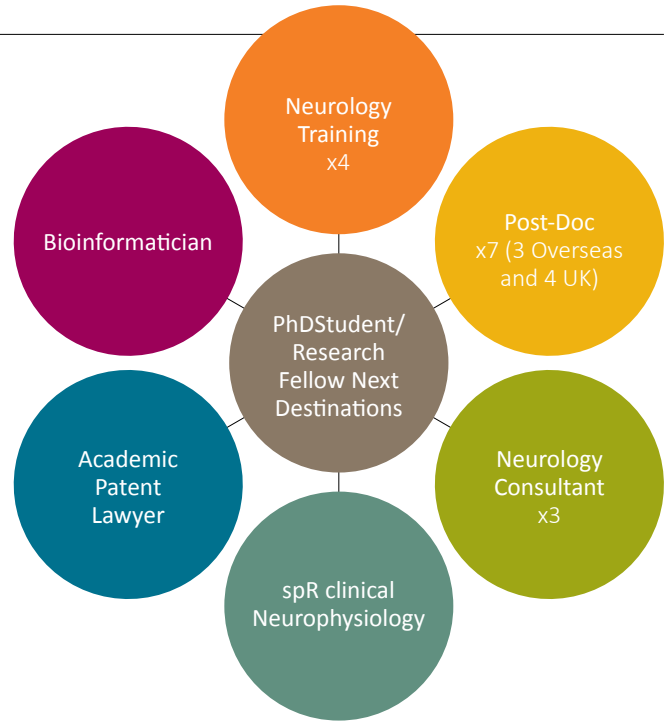 Neurology
Training
x4
Post-Doc
x7 (3 Overseas
and 4 UK)
Neurology
Consultant
x3
spR clinical
Neurophysiology
Academic
Patent
Lawyer
Bioinformatician
PhDStudent/
Research
Fellow Next
Destinations